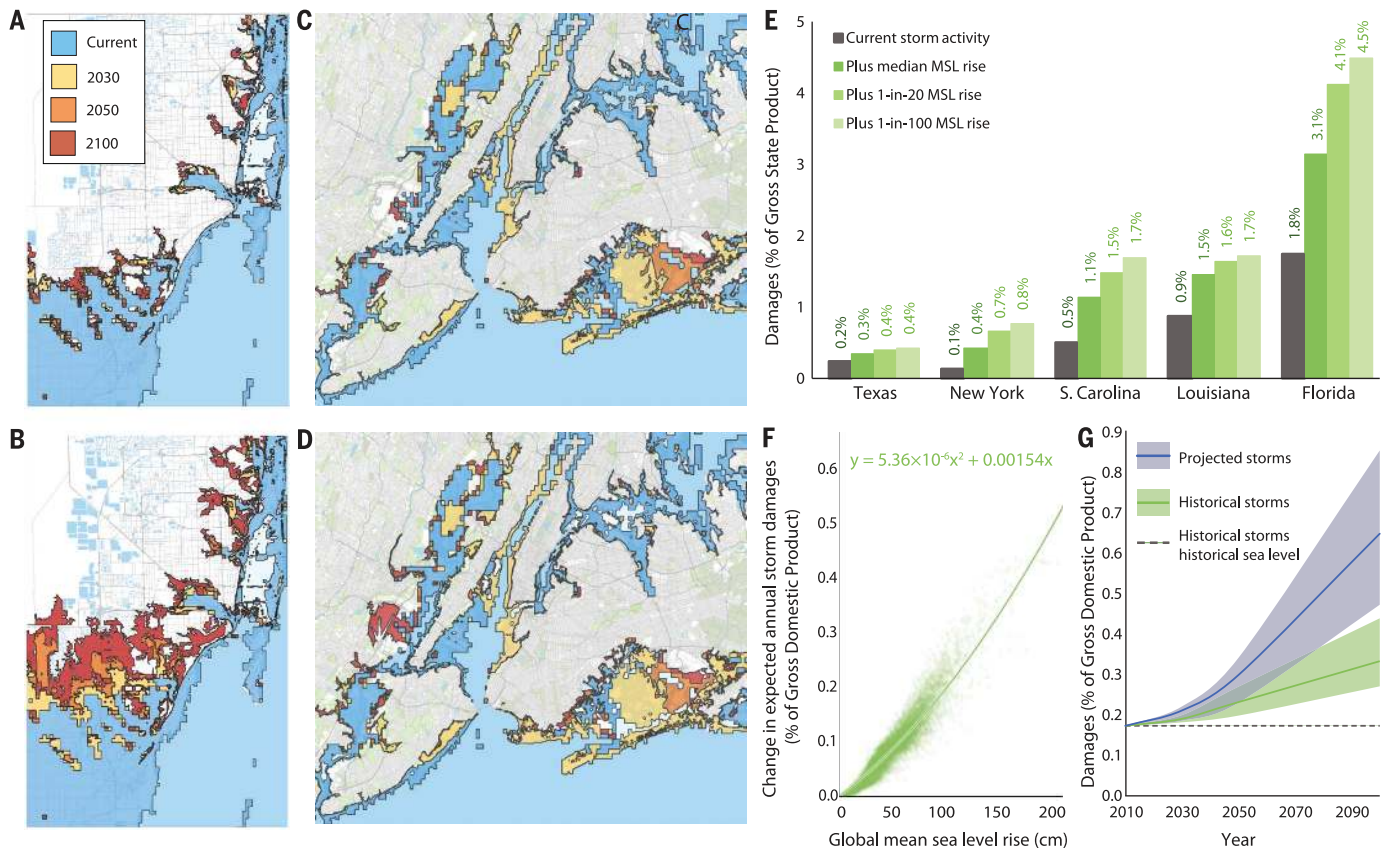 A
Current
2030
2050
2100
B
C
C
D
E
Damages (% of Gross State Product)
5
4
3
2
1
0
Current storm activity
Plus median MSL rise
Plus 1-in-20 MSL rise
Plus 1-in-100 MSL rise
0.2%
0.3%
0.4%
0.4%
0.1%
0.4%
0.7%
0.8%
0.5%
1.1%
1.5%
1.7%
0.9%
1.5%
1.6%
1.7%
1.8%
3.1%
4.1%
4.5%
Texas
New York
S. Carolina
Louisiana
Florida
F
Change in expected annual storm damages
(% of Gross Domestic Product)
0.6
0.5
0.4
0.3
0.2
0.1
0.0
y = 5.36×10⁻⁶x² + 0.00154x
0
50
100
150
200
Global mean sea level rise (cm)
G
Damages (% of Gross Domestic Product)
0.9
0.8
0.7
0.6
0.5
0.4
0.3
0.2
0.1
0.0
Projected storms
Historical storms
Historical storms
historical sea level
2010
2030
2050
2070
2090
Year